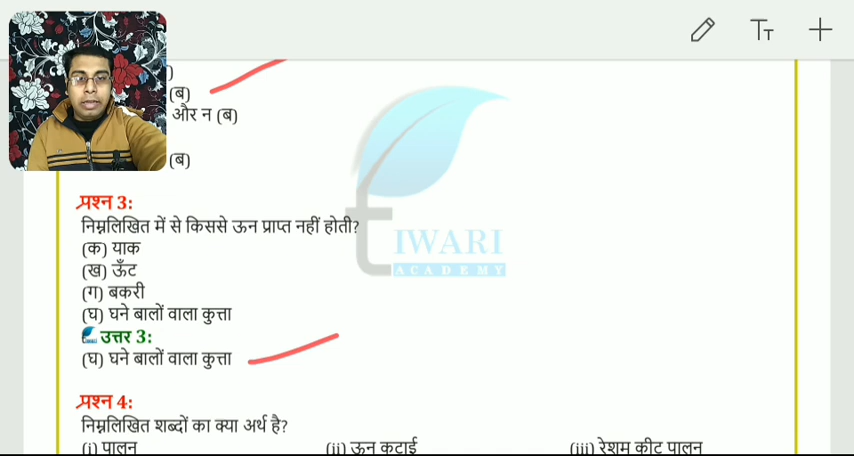 )
(ब)
और न (ब)
(ब)
प्रश्न 3:
निम्नलिखित में से किससे ऊन प्राप्त नहीं होती?
(क) याक
(ख) ऊँट
(ग) बकरी
(घ) घने बालों वाला कुत्ता
उत्तर 3:
(घ) घने बालों वाला कुत्ता
प्रश्न 4:
निम्नलिखित शब्दों का क्या अर्थ है?
(i) पालन (ii) ऊन कटाई (iii) रेशम कीट पालन
TIWARI
ACADEMY